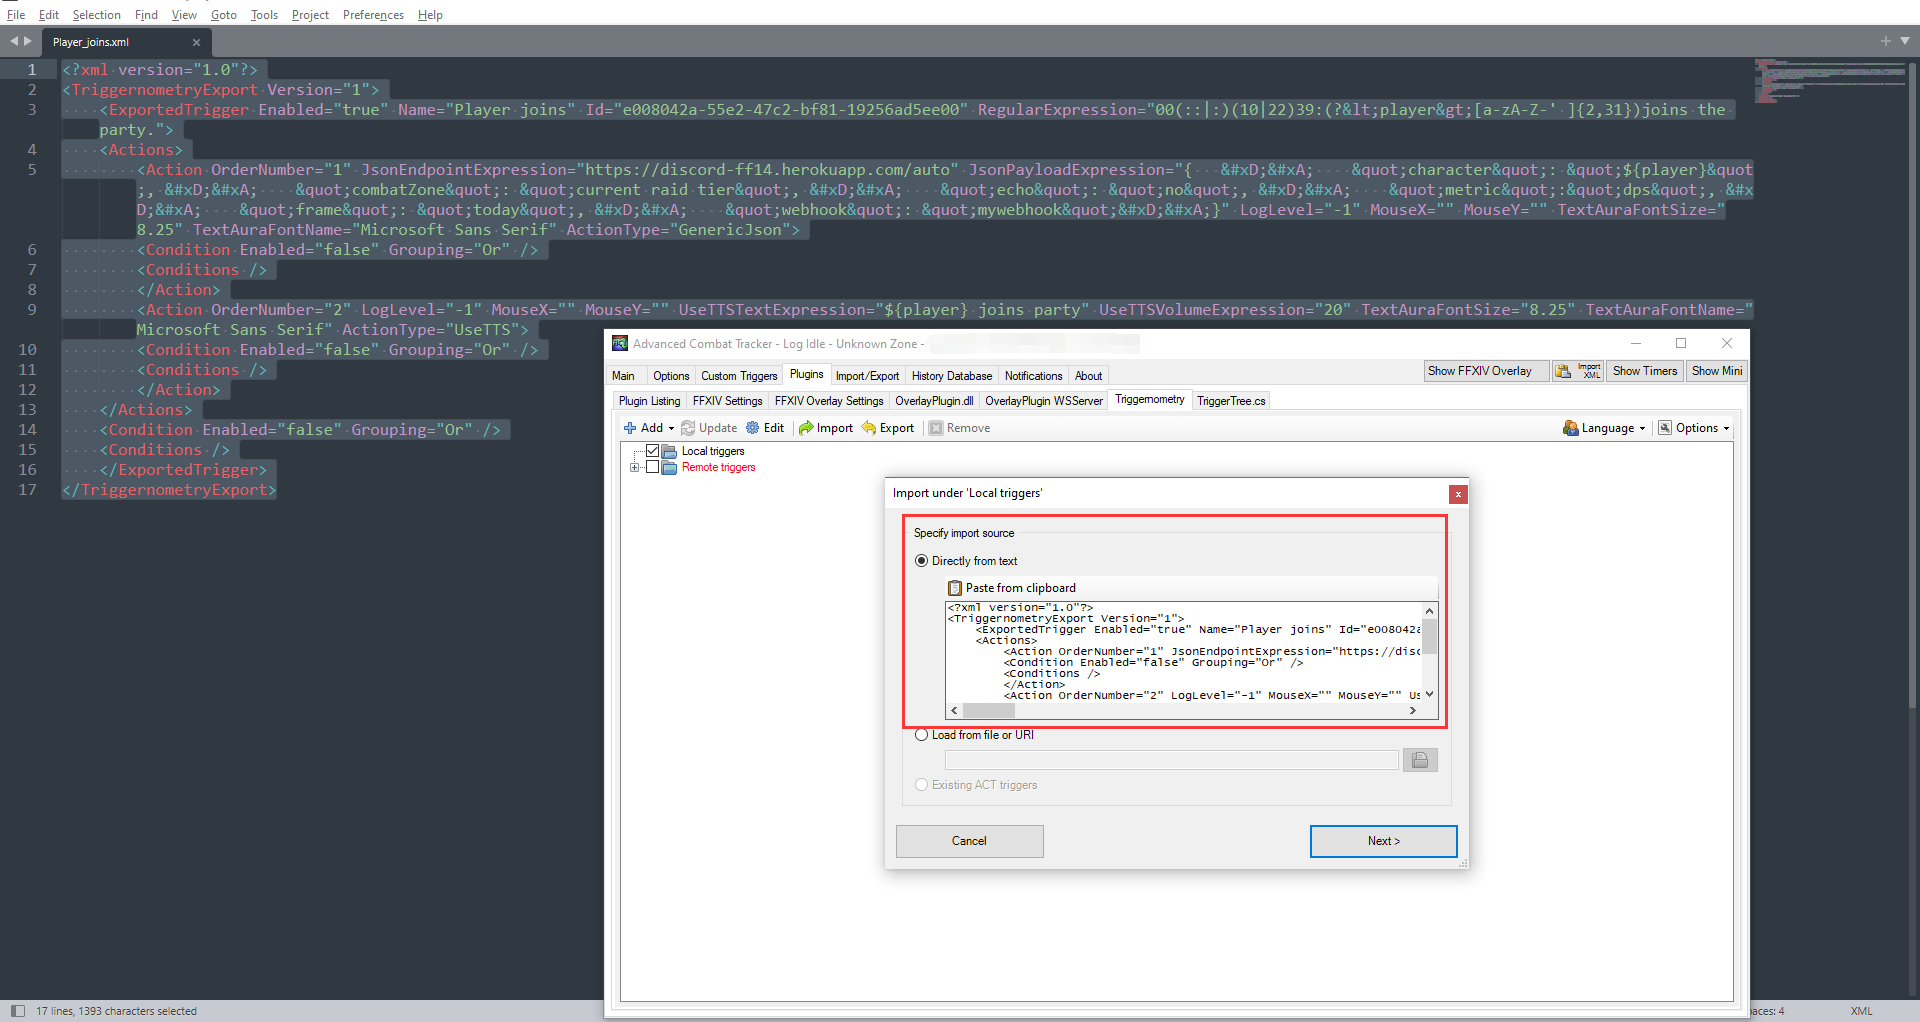 File Edit Selection Find View Goto Tools Project Preferences Help
Player_joins.xml
1 <?xml version="1.0"?>
2 <TriggernometryExport Version="1">
3 <ExportedTrigger Enabled="true" Name="Player joins" Id="e008042a-55e2-47c2-bf81-19256ad5ee00" RegularExpression="00(::|:)(10|22)39:(?&lt;player&gt;[a-zA-Z-' ]{2,31})joins the
party.">
4 <Actions>
5 <Action OrderNumber="1" JsonEndpointExpression="https://discord-ff14.herokuapp.com/auto" JsonPayloadExpression="{ &#xD;&#xA; &quot;character&quot;: &quot;${player}&quot
;, &#xD;&#xA; &quot;combatZone&quot;: &quot;current raid tier&quot;, &#xD;&#xA; &quot;echo&quot;: &quot;no&quot;, &#xD;&#xA; &quot;metric&quot;:&quot;dps&quot;, &#x
D;&#xA; &quot;frame&quot;: &quot;today&quot;, &#xD;&#xA; &quot;webhook&quot;: &quot;mywebhook&quot;&#xD;&#xA;}" LogLevel="-1" MouseX="" MouseY="" TextAuraFontSize="
8.25" TextAuraFontName="Microsoft Sans Serif" ActionType="GenericJson">
6 <Condition Enabled="false" Grouping="Or" />
7 <Conditions />
8 </Action>
9 <Action OrderNumber="2" LogLevel="-1" MouseX="" MouseY="" UseTTSTextExpression="${player} joins party" UseTTSVolumeExpression="20" TextAuraFontSize="8.25" TextAuraFontName="
Microsoft Sans Serif" ActionType="UseTTS">
10 <Condition Enabled="false" Grouping="Or" />
11 <Conditions />
12 </Action>
13 </Actions>
14 <Condition Enabled="false" Grouping="Or" />
15 <Conditions />
16 </ExportedTrigger>
17 </TriggernometryExport>
Advanced Combat Tracker - Log Idle - Unknown Zone -
Main Options Custom Triggers Plugins Import/Export History Database Notifications About
Show FFXIV Overlay Import XML Show Timers Show Mini
Plugin Listing FFXIV Settings FFXIV Overlay Settings OverlayPlugin.dll OverlayPlugin WSServer Triggernometry TriggerTree.cs
Add Update Edit Import Export Remove Language Options
Local triggers
Remote triggers
Import under 'Local triggers'
x
Specify import source
Directly from text
Paste from clipboard
<?xml version="1.0"?>
<TriggernometryExport Version="1">
<ExportedTrigger Enabled="true" Name="Player joins" Id="e008042a
<Actions>
<Action OrderNumber="1" JsonEndpointExpression="https://disc
<Condition Enabled="false" Grouping="Or" />
<Conditions />
</Action>
<Action OrderNumber="2" LogLevel="-1" MouseX="" MouseY="" Us
Load from file or URI
Existing ACT triggers
Cancel
Next >
17 lines, 1393 characters selected
paces: 4
XML